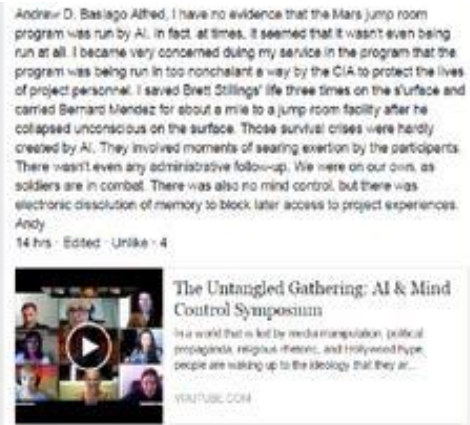 Andrew D. Basiago Alfred, I have no evidence that the Mars jump room
program was run by AI. In fact, at times, it seemed that it wasn't even being
run at all. I became very concerned duing my service in the program that the
program was being run in too nonchalant a way by the CIA to protect the lives
of project personnel. I saved Brett Stillings' life three times on the s'urface and
carried Bernard Mendez for about a mile to a jump room facility after he
collapsed unconscious on the surface. Those survival crises were hardly
created by AI. They involved moments of searing exertion by the participants.
There wasn't even any administrative follow-up. We were on our own, as
soldiers are in combat. There was also no mind control, but there was
electronic dissolution of memory to block later access to project experiences.
Andy
14 hrs · Edited · Unlike · 4
The Untangled Gathering: AI & Mind
Control Symposium
In a world that is led by media manipulation, political
propaganda, religious rhetoric, and Hollywood hype,
people are waking up to the ideology that they ar...
YOUTUBE.COM